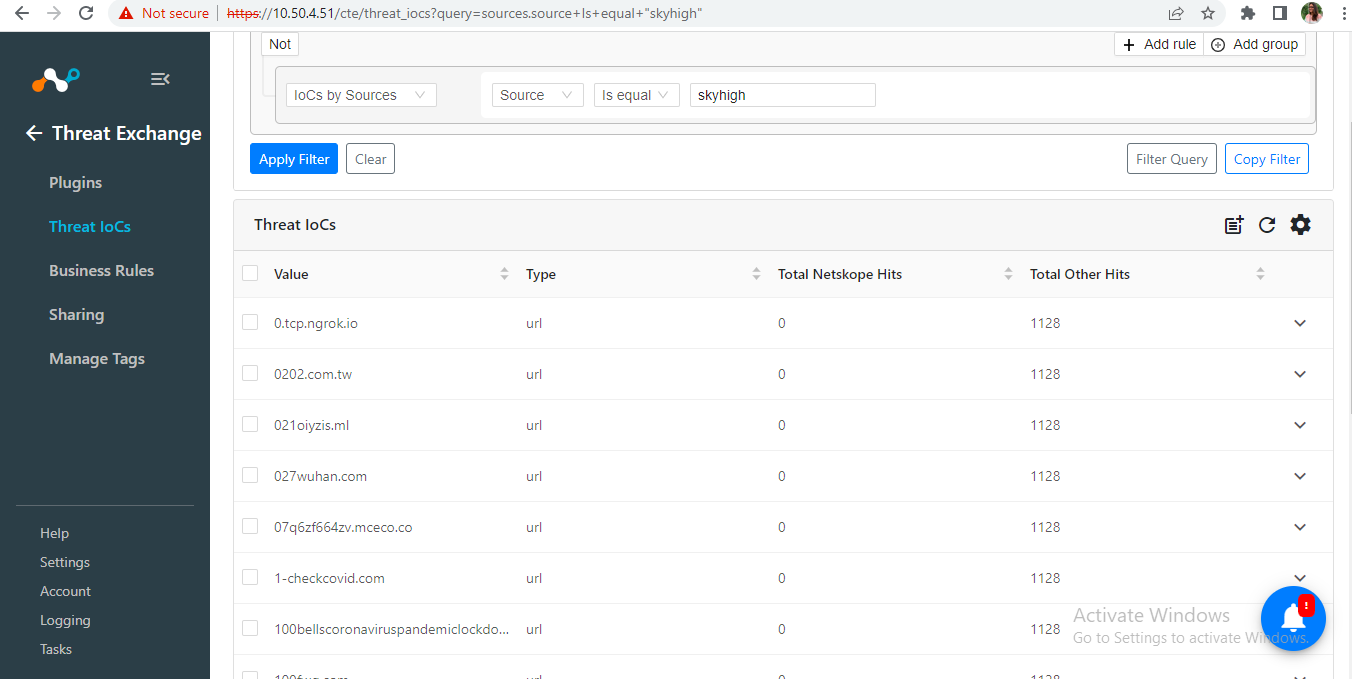 Not secure https://10.50.4.51/cte/threat_iocs?query=sources.source+Is+equal+"skyhigh"
Not + Add rule Add group
IoCs by Sources Source Is equal skyhigh
Threat Exchange
Apply Filter Clear Filter Query Copy Filter
Plugins
Threat IoCs
Business Rules
Sharing
Manage Tags
Help
Settings
Account
Logging
Tasks
Threat IoCs
Value Type Total Netskope Hits Total Other Hits
0.tcp.ngrok.io url 0 1128
0202.com.tw url 0 1128
021oiyzis.ml url 0 1128
027wuhan.com url 0 1128
07q6zf664zv.mceco.co url 0 1128
1-checkcovid.com url 0 1128
100bellscoronaviruspandemiclockdo... url 0 1128
url 0 1128
Activate Windows
Go to Settings to activate Windows.